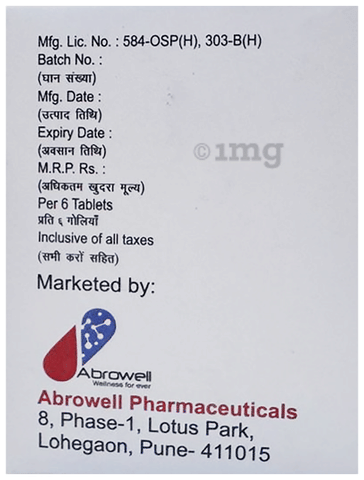 Mfg. Lic. No. : 584-OSP(H), 303-B(H)
Batch No. :
(घान संख्या)
Mfg. Date :
(उत्पाद तिथि)
Expiry Date :
(अवसान तिथि)
©1mg
M.R.P. Rs. :
(अधिकतम खुदरा मूल्य)
Per 6 Tablets
प्रति ६ गोलियाँ
Inclusive of all taxes
(सभी करों सहित)
Marketed by:
Abrowell
Wellness for ever
Abrowell Pharmaceuticals
8, Phase-1, Lotus Park,
Lohegaon, Pune- 411015